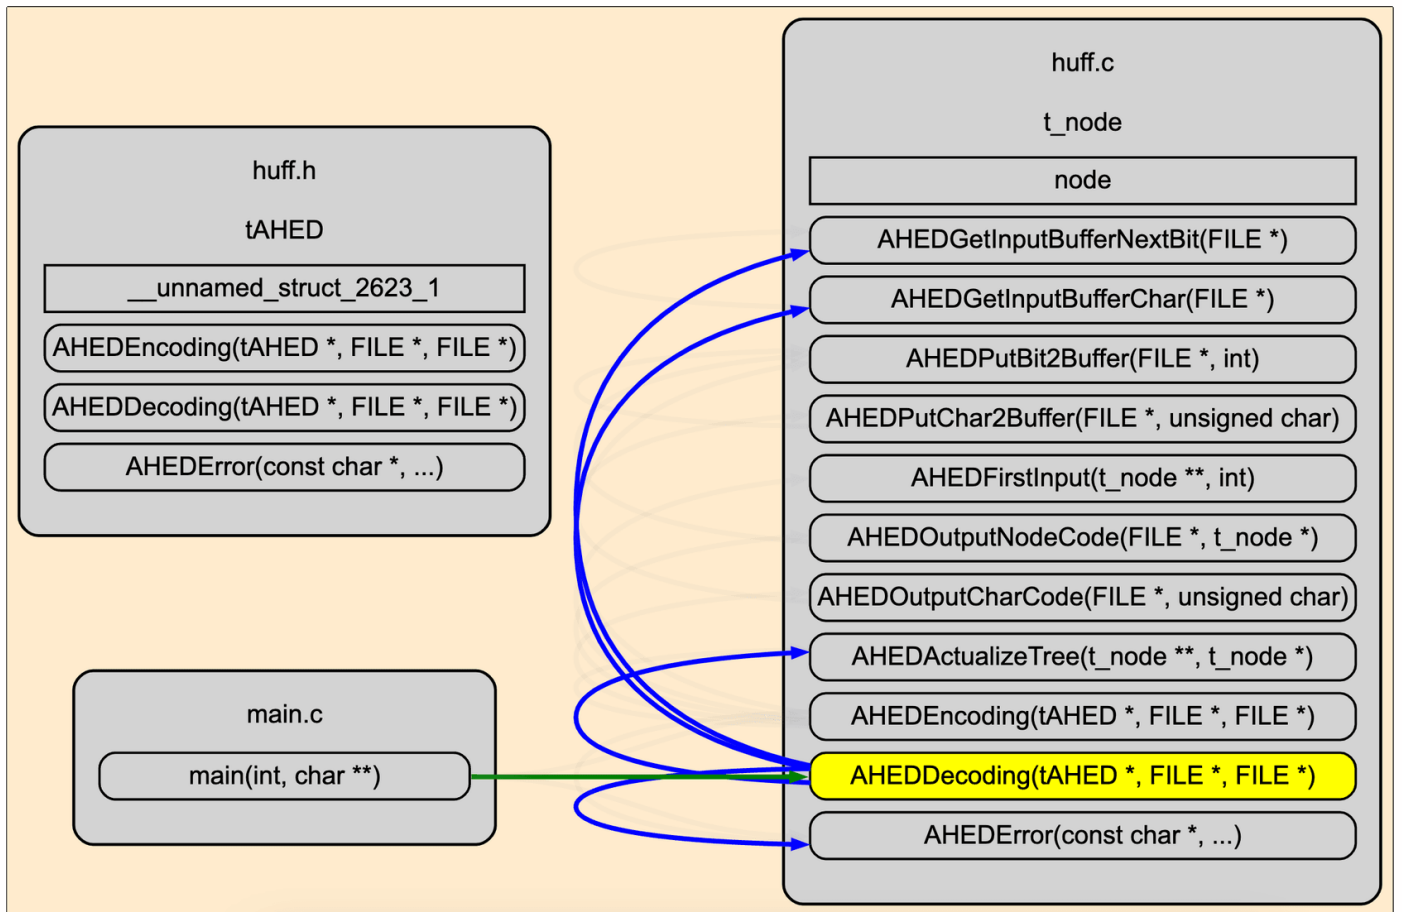 huff.h
tAHED
__unnamed_struct_2623_1
AHEDEncoding(tAHED *, FILE *, FILE *)
AHEDDecoding(tAHED *, FILE *, FILE *)
AHEDError(const char *, ...)
main.c
main(int, char **)
huff.c
t_node
node
AHEDGetInputBufferNextBit(FILE *)
AHEDGetInputBufferChar(FILE *)
AHEDPutBit2Buffer(FILE *, int)
AHEDPutChar2Buffer(FILE *, unsigned char)
AHEDFirstInput(t_node **, int)
AHEDOutputNodeCode(FILE *, t_node *)
AHEDOutputCharCode(FILE *, unsigned char)
AHEDActualizeTree(t_node **, t_node *)
AHEDEncoding(tAHED *, FILE *, FILE *)
AHEDDecoding(tAHED *, FILE *, FILE *)
AHEDError(const char *, ...)